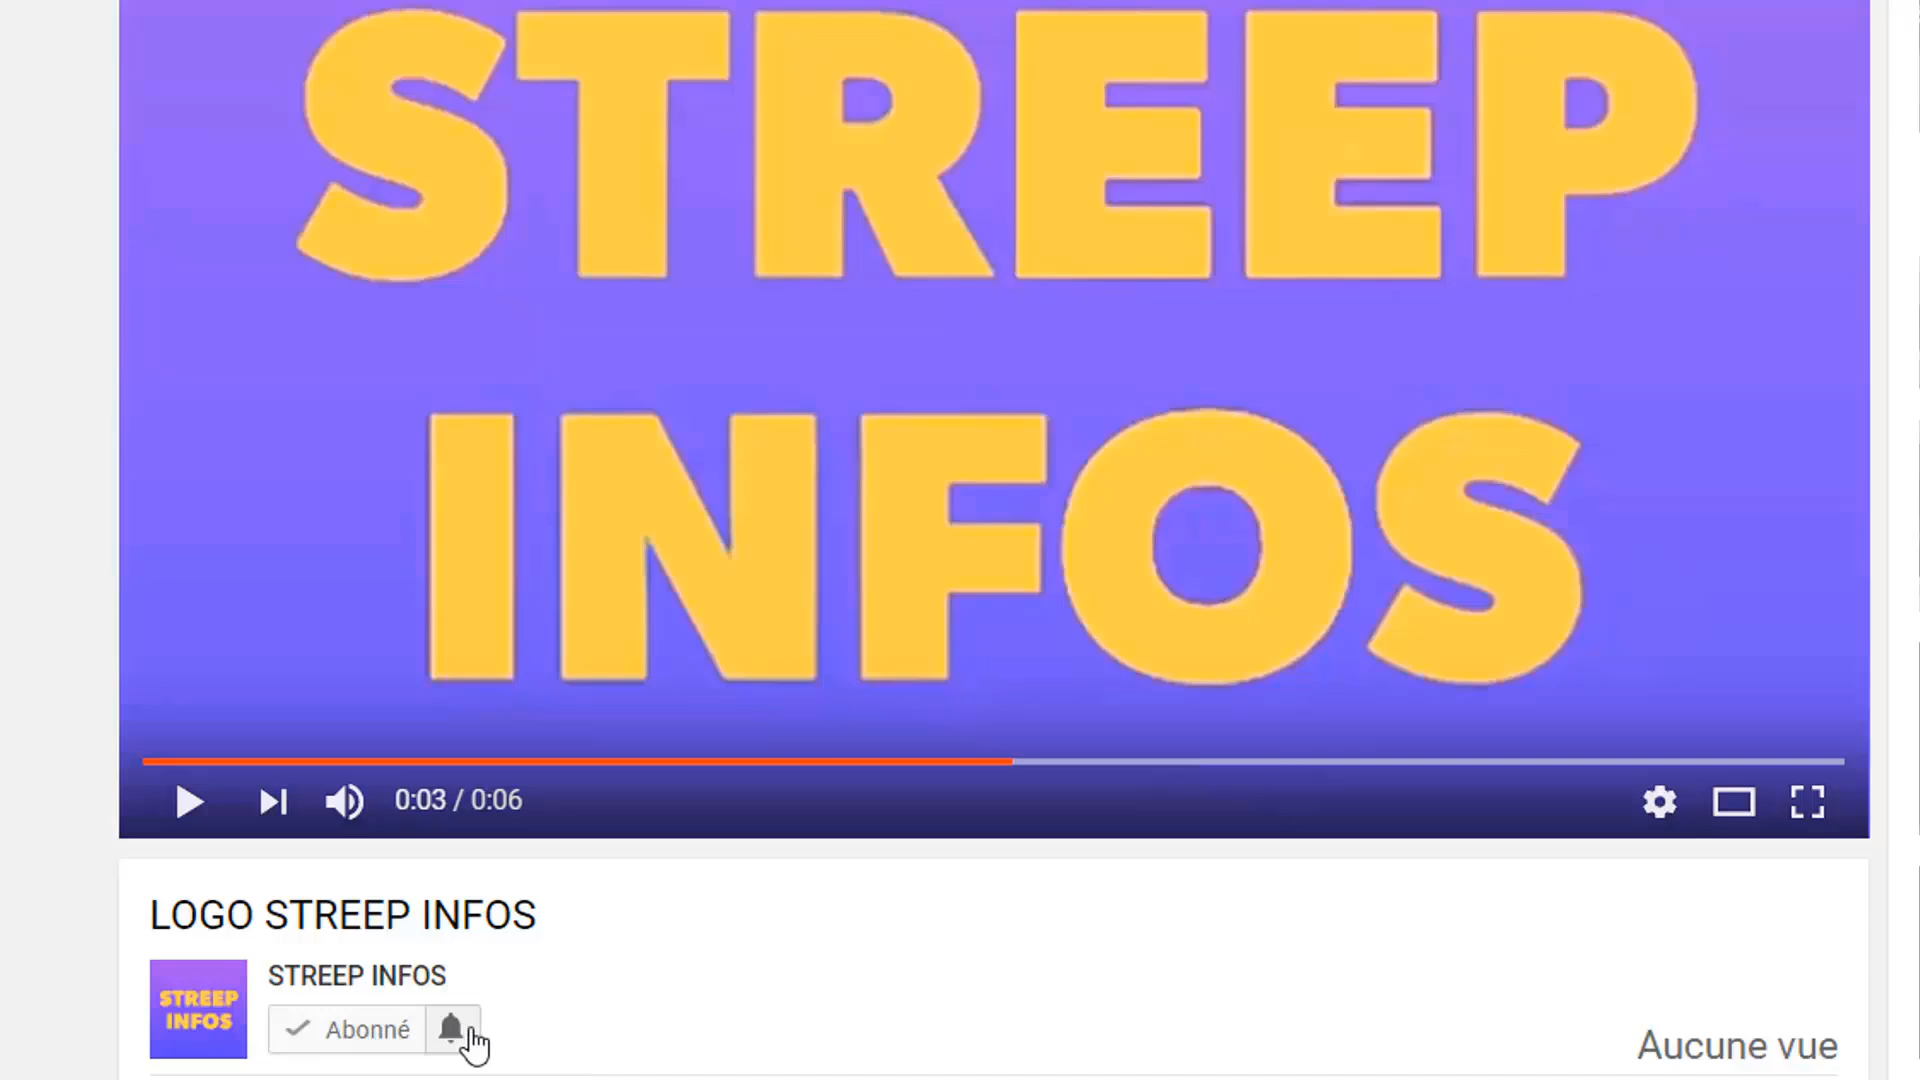 STREEP
INFOS
0:03 / 0:06
LOGO STREEP INFOS
STREEP INFOS
STREEP
INFOS
Abonné
Aucune vue